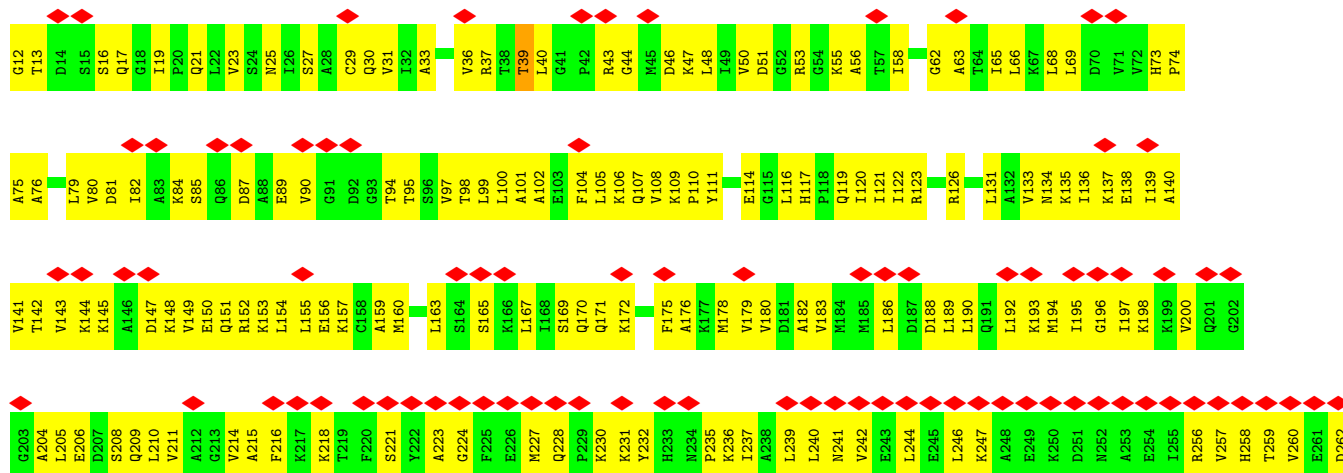 G12 T13 D14 S15 S16 Q17 G18 I19 P20 Q21 L22 V23 S24 N25 I26 S27 A28 C29 Q30 V31 I32 A33 V36 R37 T38 T39 L40 G41 P42 R43 G44 M45 D46 K47 L48 I49 V50 D51 G52 R53 G54 K55 A56 T57 I58 G62 A63 T64 I65 L66 K67 L68 L69 D70 V71 V72 H73 P74
A75 A76 L79 V80 D81 I82 A83 K84 S85 Q86 D87 A88 E89 V90 G91 D92 G93 T94 T95 S96 V97 T98 L99 L100 A101 A102 E103 F104 L105 K106 Q107 V108 K109 P110 Y111 E114 G115 L116 H117 P118 Q119 I120 I121 I122 R123 R126 L131 A132 V133 N134 K135 I136 K137 E138 I139 A140
V141 T142 V143 K144 K145 A146 D147 K148 V149 E150 Q151 R152 K153 L154 L155 E156 K157 C158 A159 M160 L163 S164 S165 K166 L167 I168 S169 Q170 Q171 K172 F175 A176 K177 M178 V179 V180 D181 A182 V183 M184 M185 L186 D187 D188 L189 L190 Q191 L192 K193 M194 I195 G196 I197 K198 K199 V200 Q201 G202
G203 A204 L205 E206 D207 S208 Q209 L210 V211 A212 G213 V214 A215 F216 K217 K218 T219 F220 S221 Y222 A223 G224 F225 E226 M227 Q228 P229 K230 K231 Y232 H233 N234 P235 K236 I237 A238 L239 L240 N241 V242 E243 L244 E245 L246 K247 A248 E249 K250 D251 N252 A253 E254 I255 R256 V257 H258 T259 V260 E261 D262